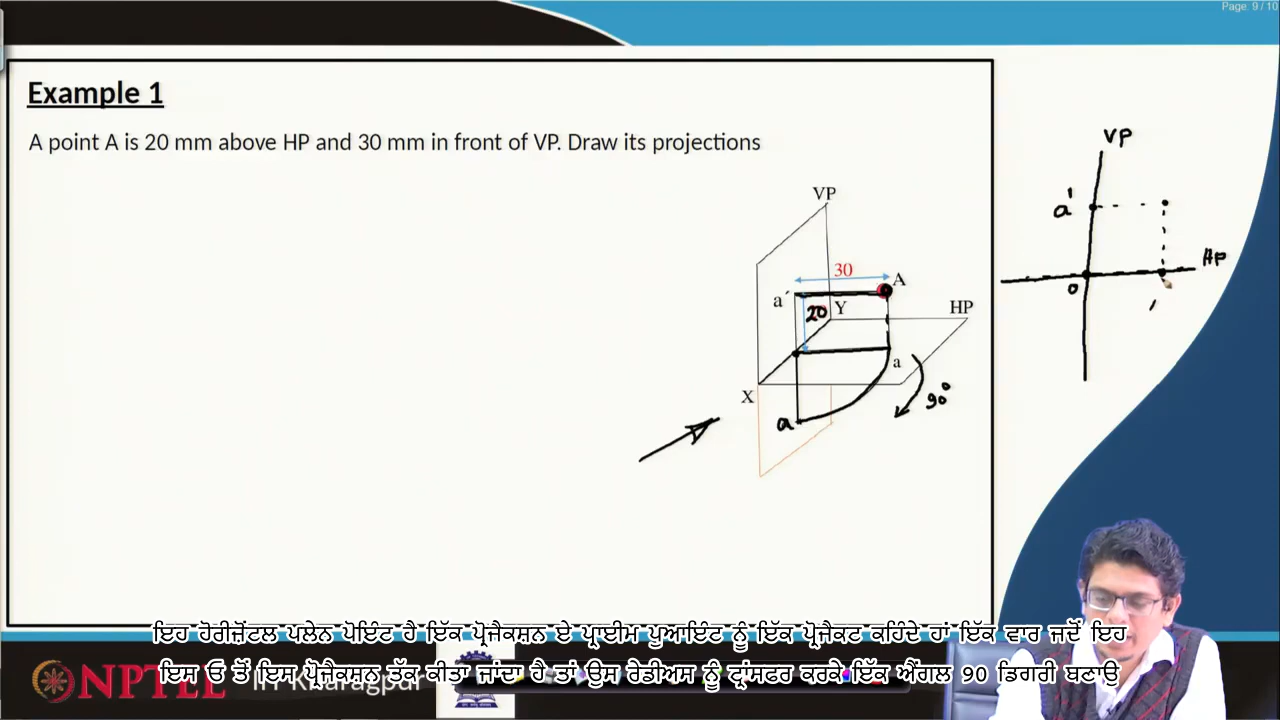 Page: 9 / 10
Example 1
A point A is 20 mm above HP and 30 mm in front of VP. Draw its projections
VP
30
A
a'
20
Y
HP
a
X
90°
a
VP
a'
HP
o
ਇਹ ਹੋਰੀਜ਼ੋਂਟਲ ਪਲੇਨ ਪੋਇੰਟ ਹੈ ਇੱਕ ਪ੍ਰੋਜੈਕਸ਼ਨ ਏ ਪ੍ਰਾਈਮ ਪੁਆਇੰਟ ਨੂੰ ਇੱਕ ਪ੍ਰੋਜੈਕਟ ਕਹਿੰਦੇ ਹਾਂ ਇੱਕ ਵਾਰ ਜਦੋਂ ਇਹ
ਇਸ ਓ ਤੋਂ ਇਸ ਪ੍ਰੋਜੈਕਸ਼ਨ ਤੱਕ ਕੀਤਾ ਜਾਂਦਾ ਹੈ ਤਾਂ ਉਸ ਰੇਡੀਅਸ ਨੂੰ ਟ੍ਰਾਂਸਫਰ ਕਰਕੇ ਇੱਕ ਐਂਗਲ 90 ਡਿਗਰੀ ਬਣਾਉ
NPTEL
IIT Kharagpur